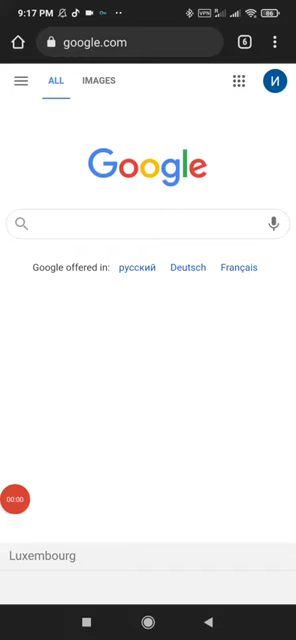 9:17 PM VPN R 86
google.com 6
ALL IMAGES И
Google
Google offered in: русский Deutsch Français
00:00
Luxembourg